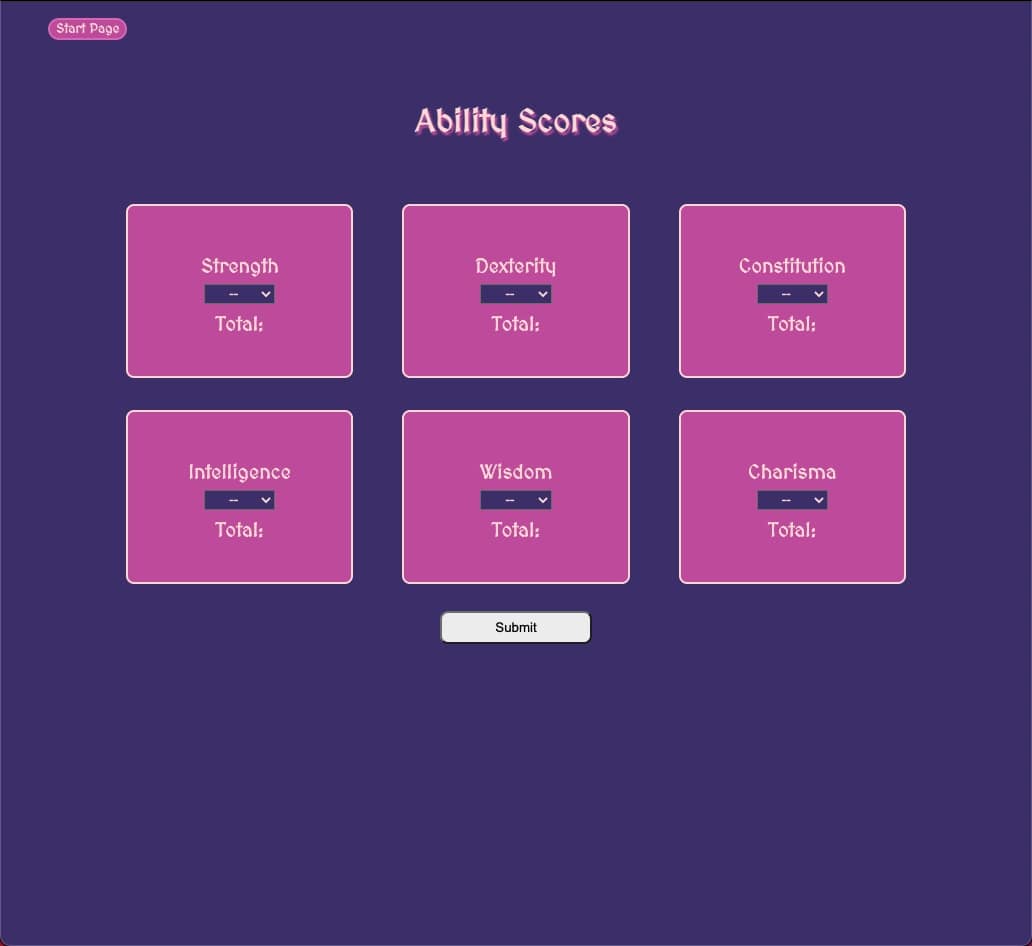 Start Page
Ability Scores
Strength
--
Total:
Dexterity
--
Total:
Constitution
--
Total:
Intelligence
--
Total:
Wisdom
--
Total:
Charisma
--
Total:
Submit